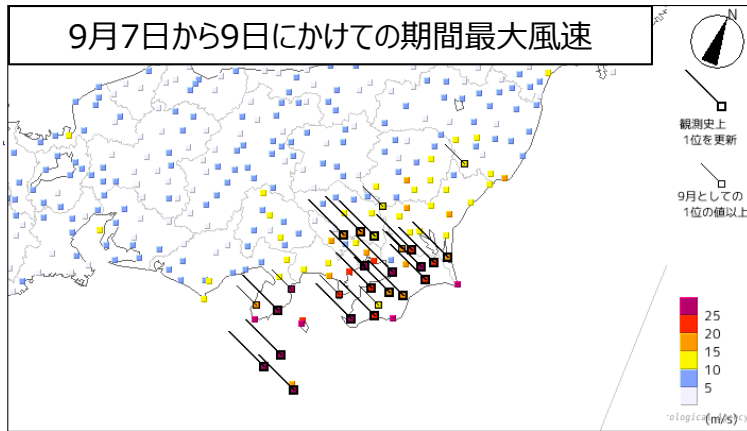 9月7日から9日にかけての期間最大風速
N
観測史上
1位を更新
9月としての
1位の値以上
25
20
15
10
5
(m/s)